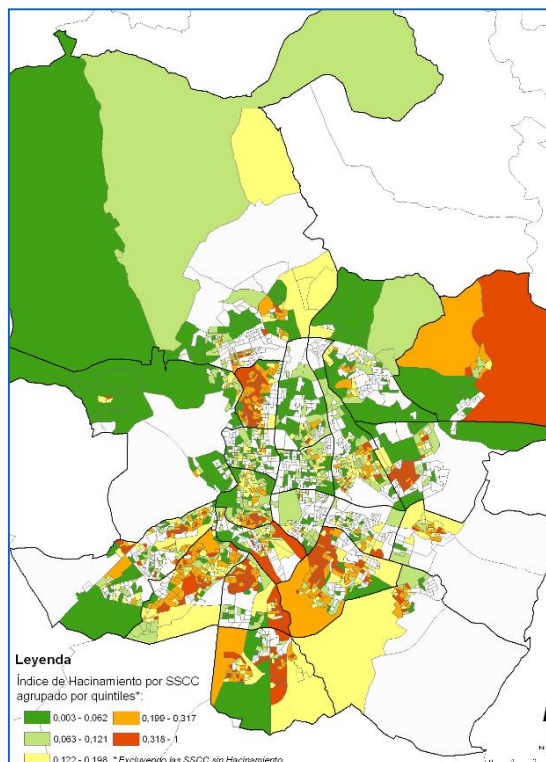 Leyenda
Índice de Hacinamiento por SSCC
agrupado por quintiles*:
0,003 - 0,062
0,199 - 0,317
0,063 - 0,121
0,318 - 1
0,122 - 0,198
* Excluyendo las SSCC sin Hacinamiento
N